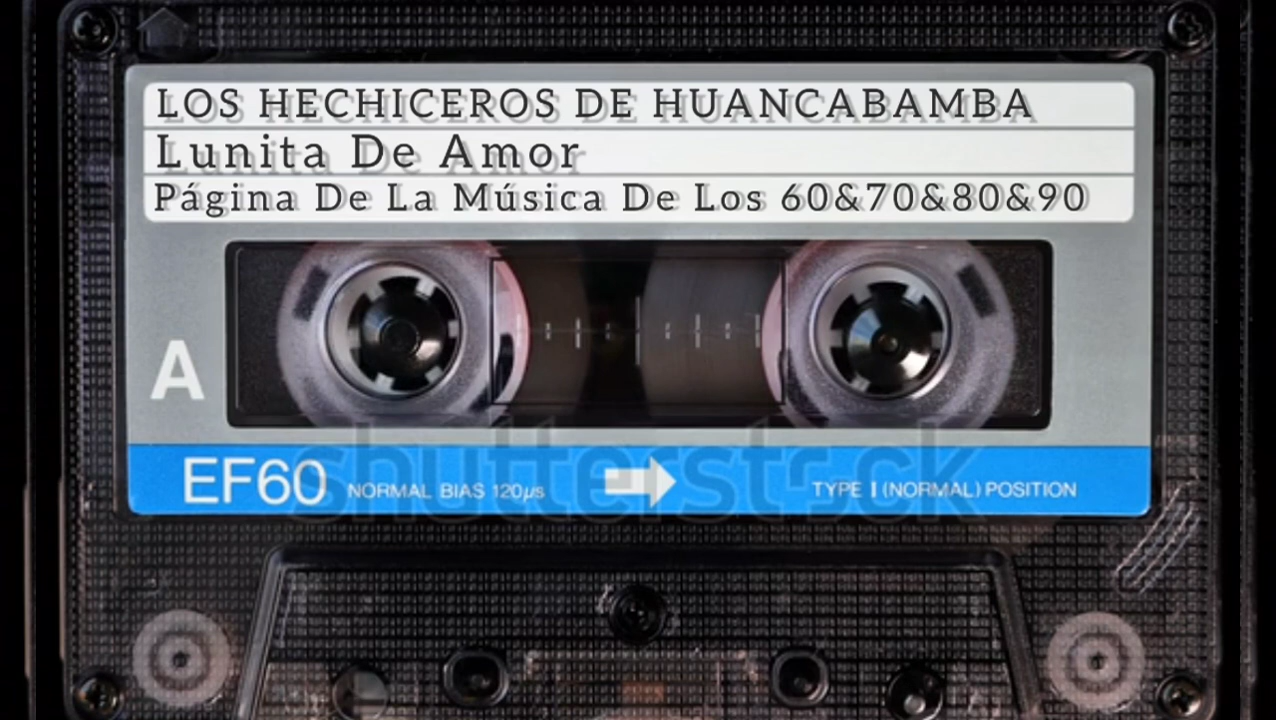 LOS HECHICEROS DE HUANCABAMBA
Lunita De Amor
Página De La Música De Los 60&70&80&90
A
EF60 NORMAL BIAS 120µs TYPE I (NORMAL) POSITION
shutterstock